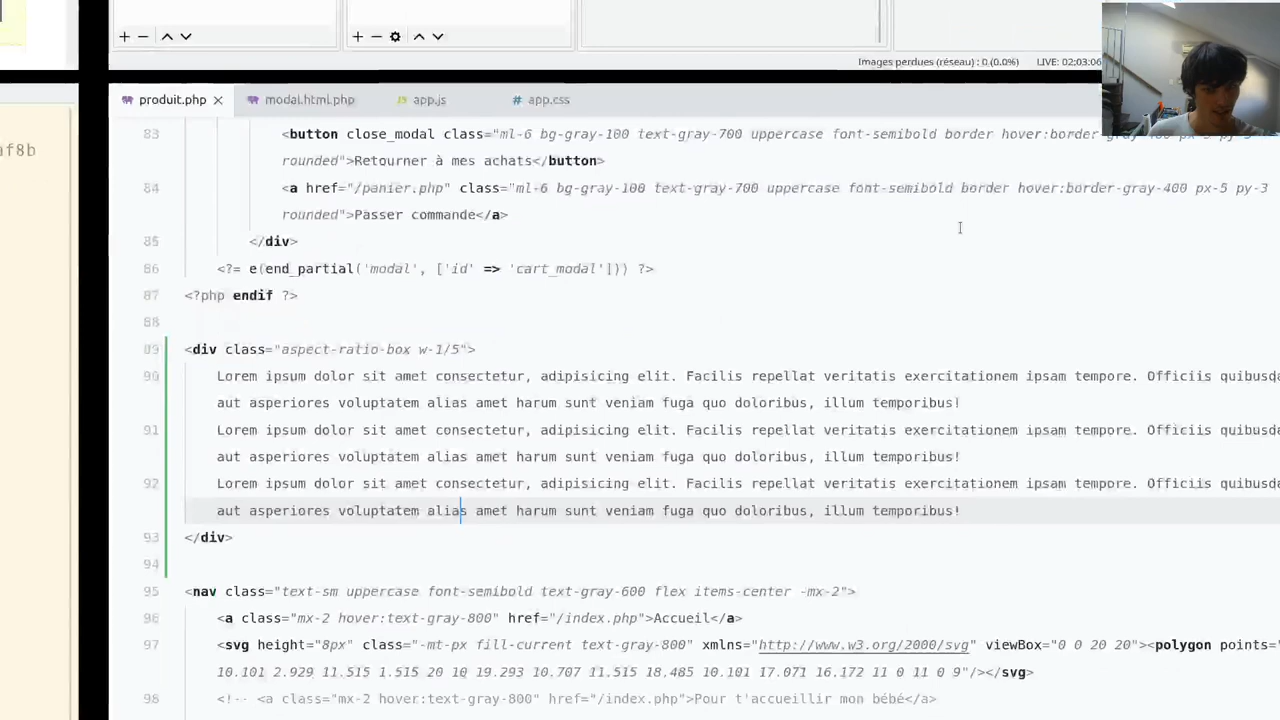 Images perdues (réseau) : 0 (0.0%) LIVE: 02:03:06
produit.php modal.html.php app.js app.css
af8b
83 <button close_modal class="ml-6 bg-gray-100 text-gray-700 uppercase font-semibold border hover:border-gray-400 px-5 py-3
rounded">Retourner à mes achats</button>
84 <a href="/panier.php" class="ml-6 bg-gray-100 text-gray-700 uppercase font-semibold border hover:border-gray-400 px-5 py-3
rounded">Passer commande</a>
85 </div>
86 <?= e(end_partial('modal', ['id' => 'cart_modal'])) ?>
87 <?php endif ?>
88
89 <div class="aspect-ratio-box w-1/5">
90 Lorem ipsum dolor sit amet consectetur, adipisicing elit. Facilis repellat veritatis exercitationem ipsam tempore. Officiis
aut asperiores voluptatem alias amet harum sunt veniam fuga quo doloribus, illum temporibus!
91 Lorem ipsum dolor sit amet consectetur, adipisicing elit. Facilis repellat veritatis exercitationem ipsam tempore. Officiis
aut asperiores voluptatem alias amet harum sunt veniam fuga quo doloribus, illum temporibus!
92 Lorem ipsum dolor sit amet consectetur, adipisicing elit. Facilis repellat veritatis exercitationem ipsam tempore. Officiis
aut asperiores voluptatem alias amet harum sunt veniam fuga quo doloribus, illum temporibus!
93 </div>
94
95 <nav class="text-sm uppercase font-semibold text-gray-600 flex items-center -mx-2">
96 <a class="mx-2 hover:text-gray-800" href="/index.php">Accueil</a>
97 <svg height="8px" class="-mt-px fill-current text-gray-800" xmlns="http://www.w3.org/2000/svg" viewBox="0 0 20 20"><polygon points="
10.101 2.929 11.515 1.515 20 10 19.293 10.707 11.515 18.485 10.101 17.071 16.172 11 0 11 0 9"/></svg>
98 <!-- <a class="mx-2 hover:text-gray-800" href="/index.php">Pour t'accueillir mon bébé</a>